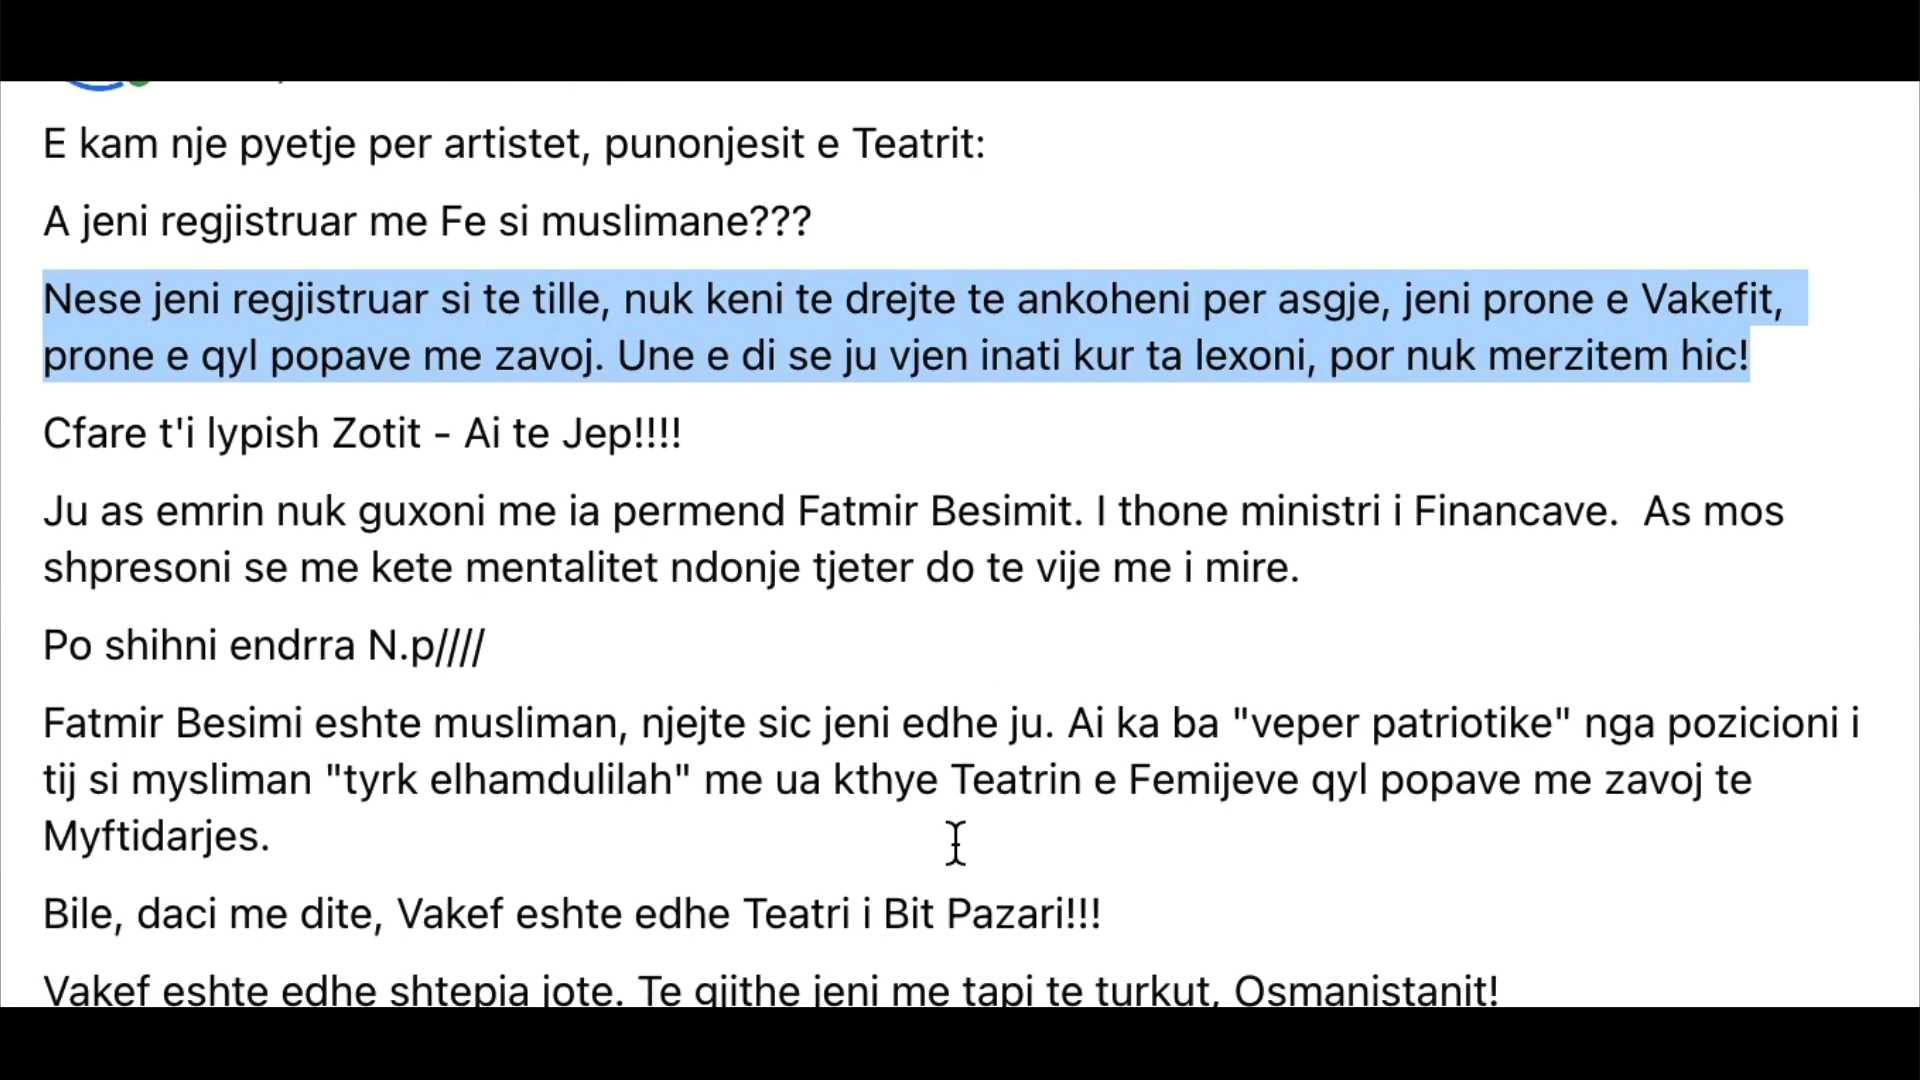 E kam nje pyetje per artistet, punonjesit e Teatrit:
A jeni regjistruar me Fe si muslimane???
Nese jeni regjistruar si te tille, nuk keni te drejte te ankoheni per asgje, jeni prone e Vakefit,
prone e qyl popave me zavoj. Une e di se ju vjen inati kur ta lexoni, por nuk merzitem hic!
Cfare t'i lypish Zotit - Ai te Jep!!!!
Ju as emrin nuk guxoni me ia permend Fatmir Besimit. I thone ministri i Financave.  As mos
shpresoni se me kete mentalitet ndonje tjeter do te vije me i mire.
Po shihni endrra N.p////
Fatmir Besimi eshte musliman, njejte sic jeni edhe ju. Ai ka ba "veper patriotike" nga pozicioni i
tij si mysliman "tyrk elhamdulilah" me ua kthye Teatrin e Femijeve qyl popave me zavoj te
Myftidarjes.
Bile, daci me dite, Vakef eshte edhe Teatri i Bit Pazari!!!
Vakef eshte edhe shtepia jote. Te gjithe jeni me tapi te turkut, Osmanistanit!